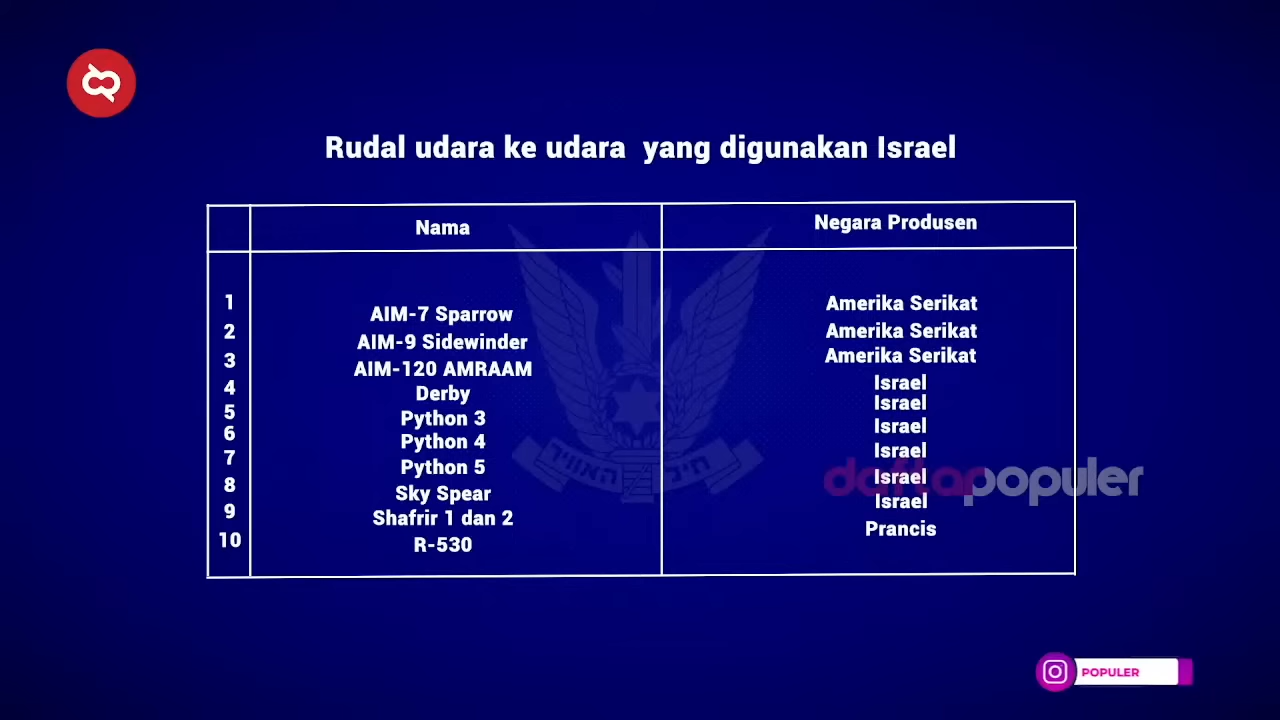 Rudal udara ke udara yang digunakan Israel
Nama Negara Produsen
1 AIM-7 Sparrow Amerika Serikat
2 AIM-9 Sidewinder Amerika Serikat
3 AIM-120 AMRAAM Amerika Serikat
4 Derby Israel
5 Python 3 Israel
6 Python 4 Israel
7 Python 5 Israel
8 Sky Spear Israel
9 Shafrir 1 dan 2 Israel
10 R-530 Prancis
חיל האוויר
daftarpopuler
POPULER